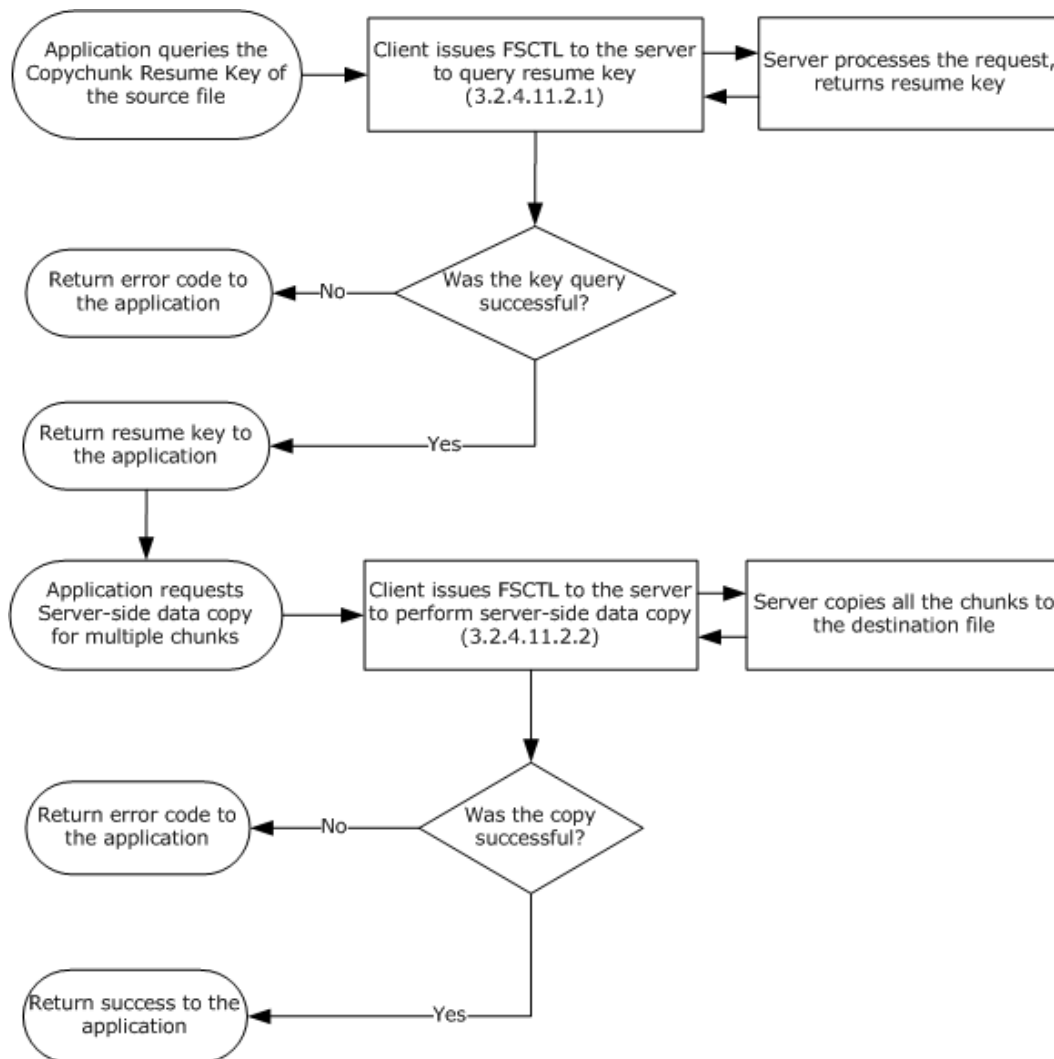 Application queries the
Copychunk Resume Key of
the source file
Client issues FSCTL to the server
to query resume key
(3.2.4.11.2.1)
Server processes the request,
returns resume key
Was the key query
successful?
No
Return error code to
the application
Yes
Return resume key to
the application
Application requests
Server-side data copy
for multiple chunks
Client issues FSCTL to the server
to perform server-side data copy
(3.2.4.11.2.2)
Server copies all the chunks to
the destination file
Was the copy
successful?
No
Return error code to
the application
Yes
Return success to the
application